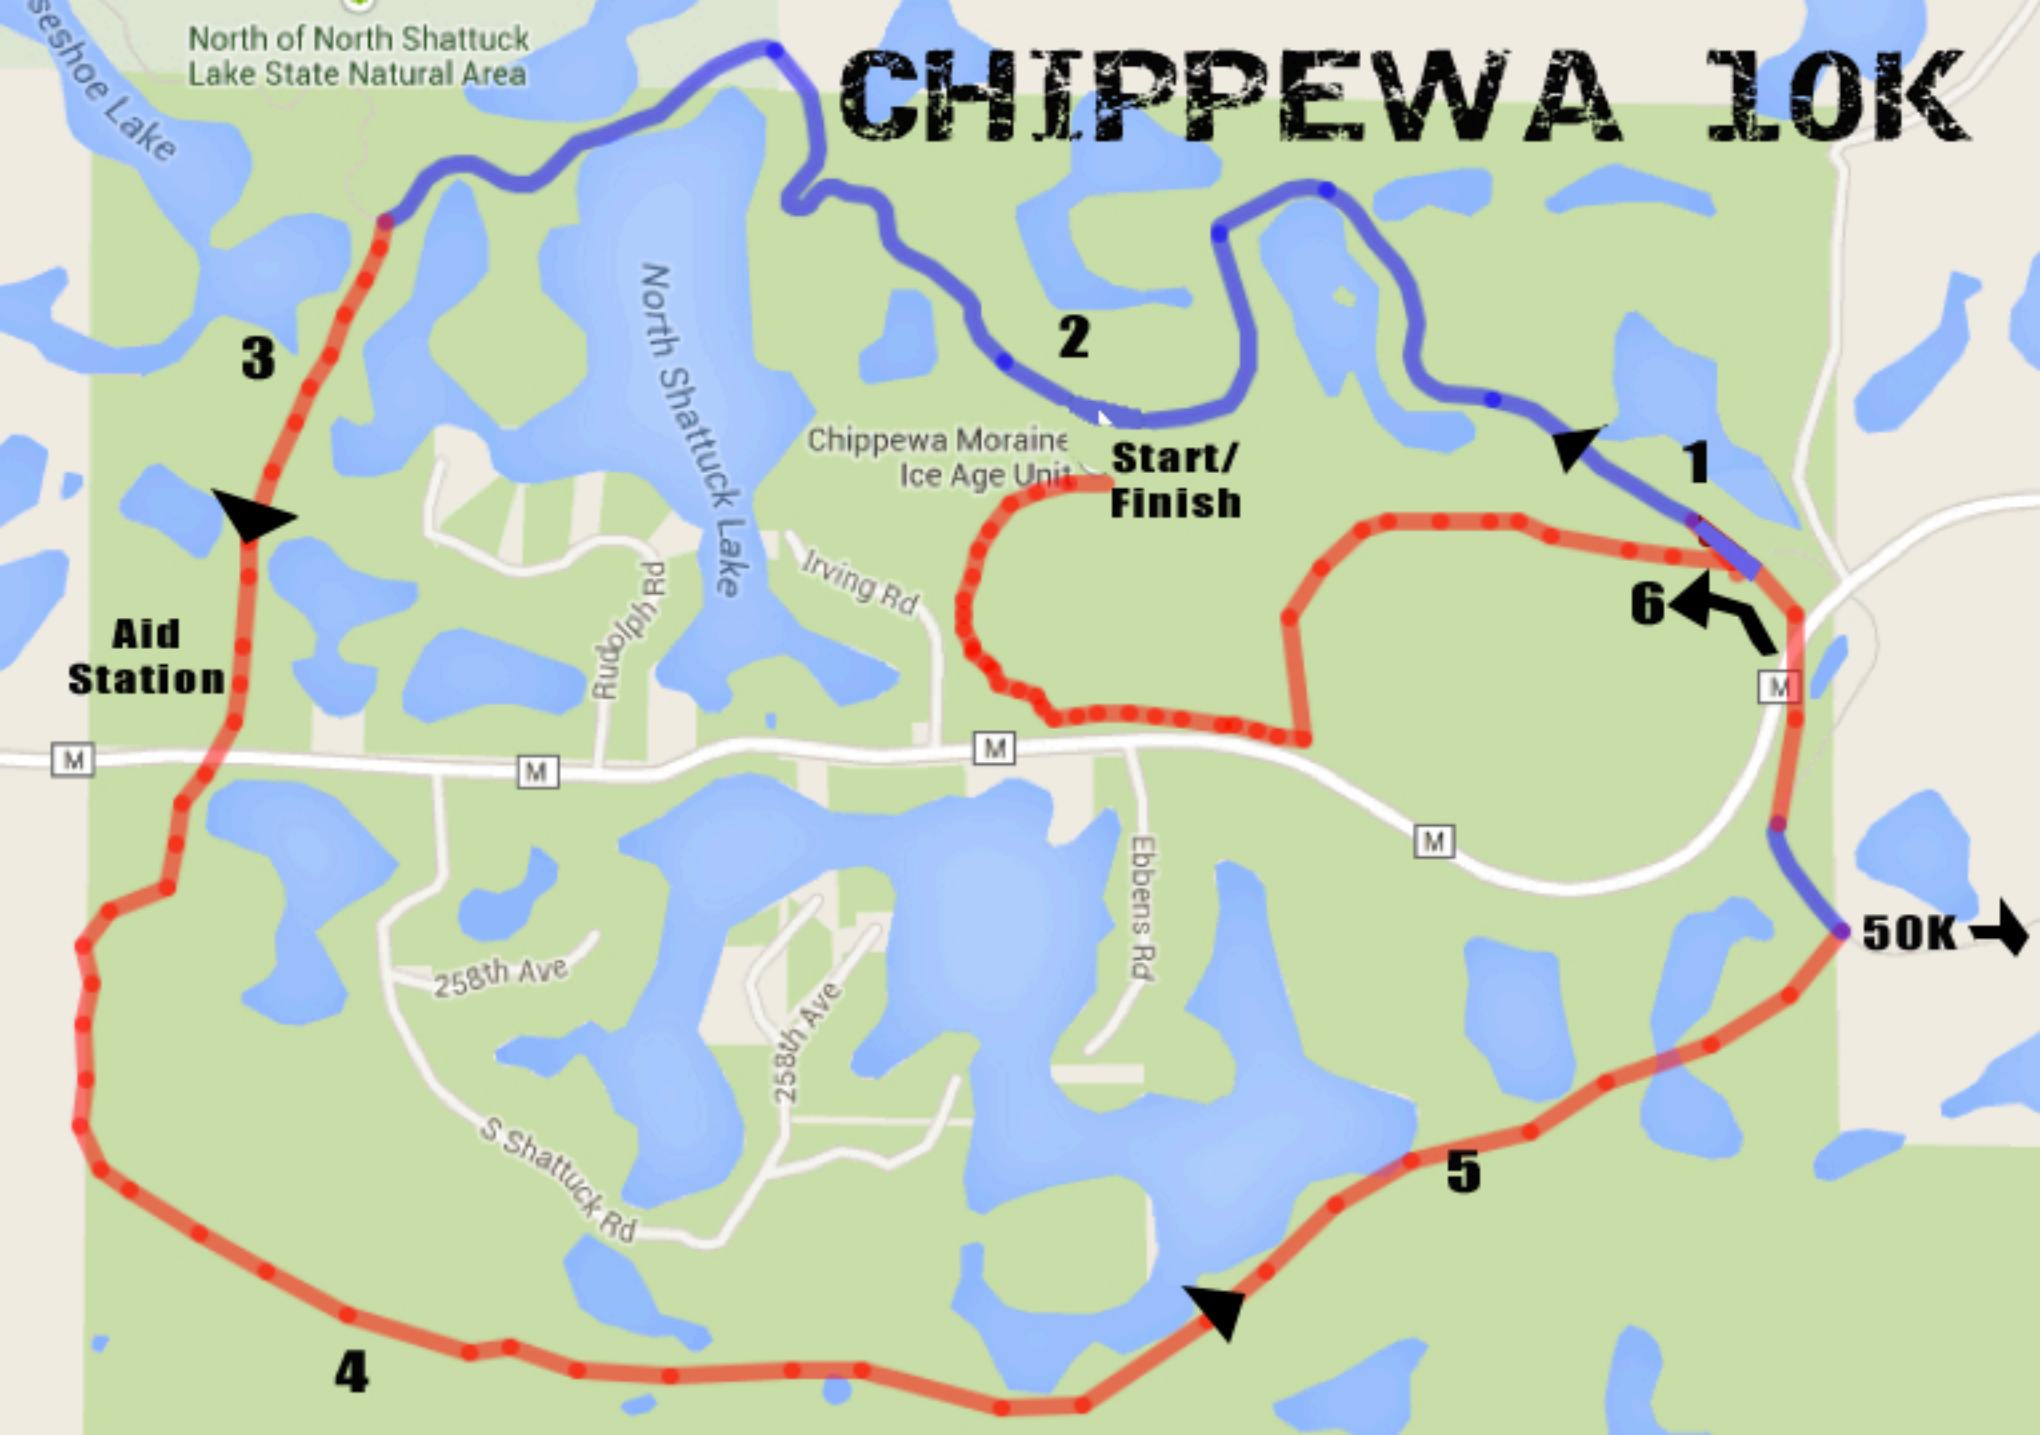 North of North Shattuck
Lake State Natural Area
CHIPPEWA 10K
seshoe Lake
North Shattuck Lake
3
2
1
Chippewa Moraine
Ice Age Unit
Start/
Finish
Irving Rd
Rudolph Rd
6
Aid
Station
M
M
M
M
M
Ebbens Rd
50K
258th Ave
258th Ave
S Shattuck Rd
5
4